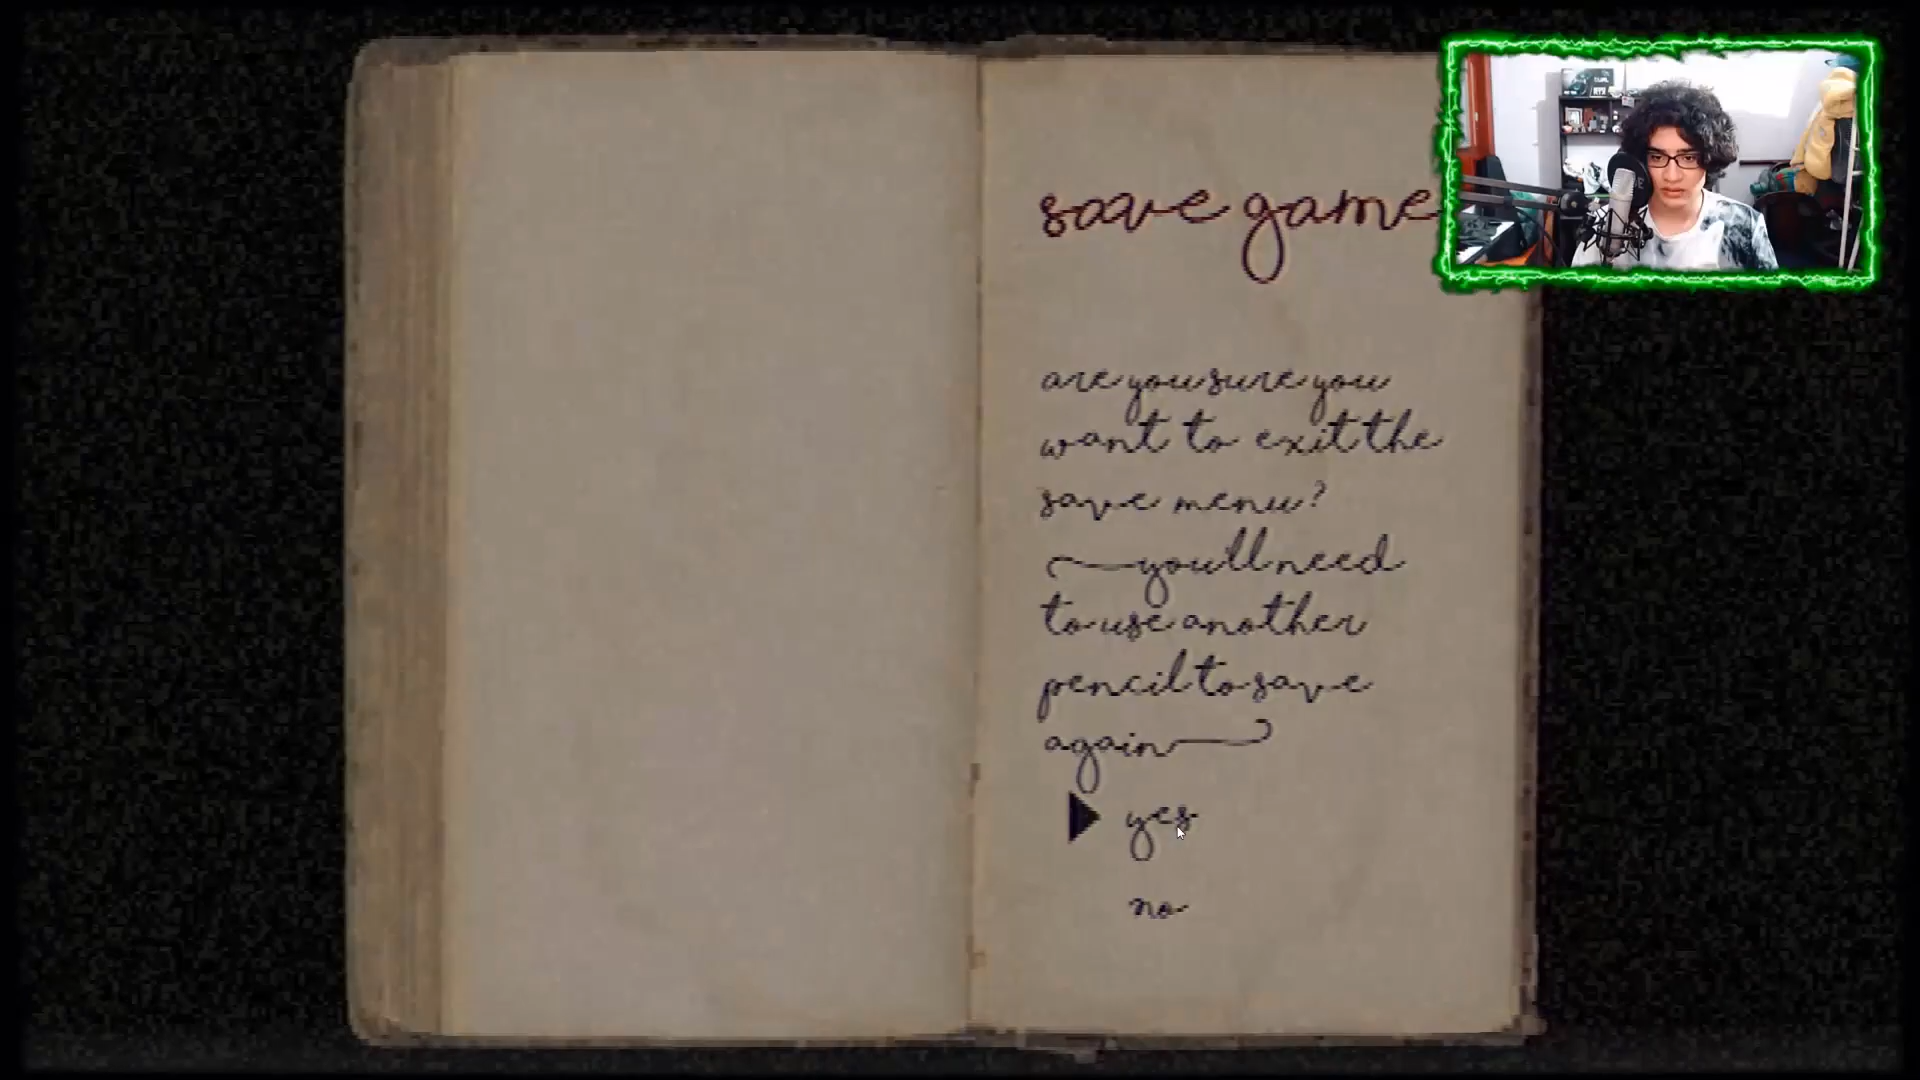 save game
are you sure you
want to exit the
save menu?
(you'll need
to use another
pencil to save
again)
yes
no